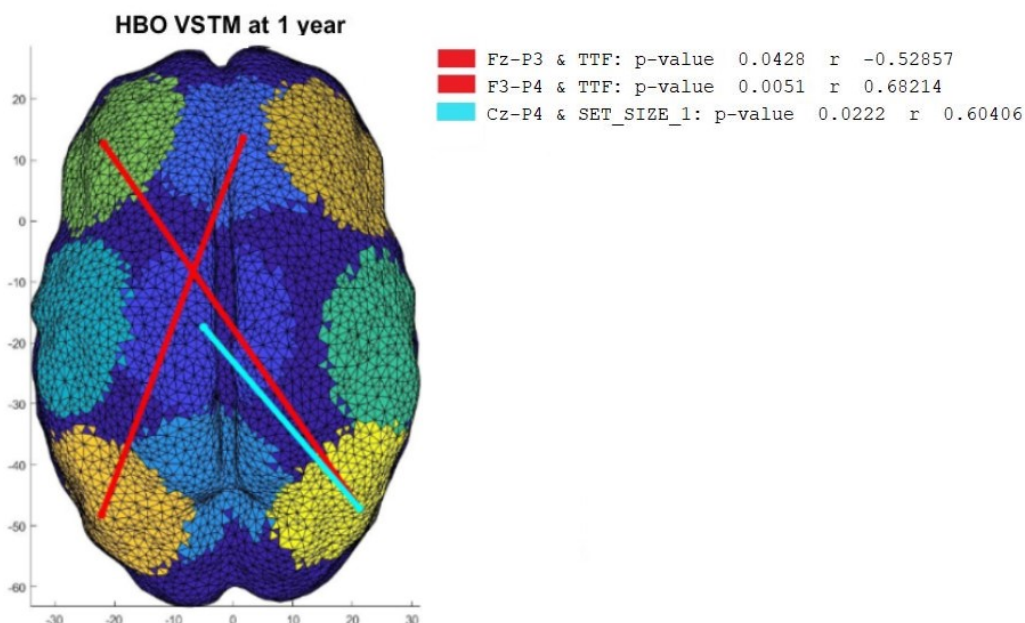 HBO VSTM at 1 year
Fz-P3 & TTF: p-value 0.0428 r -0.52857
F3-P4 & TTF: p-value 0.0051 r 0.68214
Cz-P4 & SET_SIZE_1: p-value 0.0222 r 0.60406
20
10
0
-10
-20
-30
-40
-50
-60
-30 -20 -10 0 10 20 30